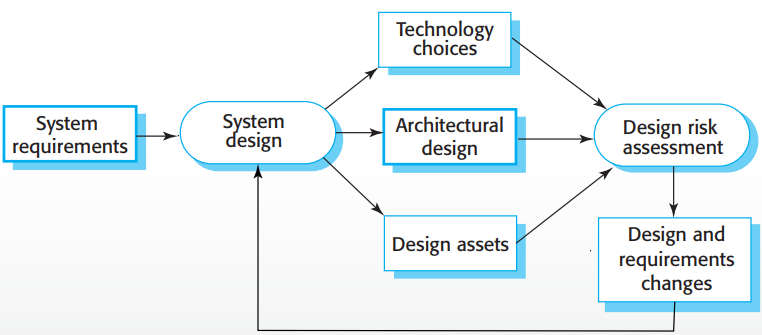 Technology
choices
System
requirements
System
design
Architectural
design
Design risk
assessment
Design assets
Design and
requirements
changes